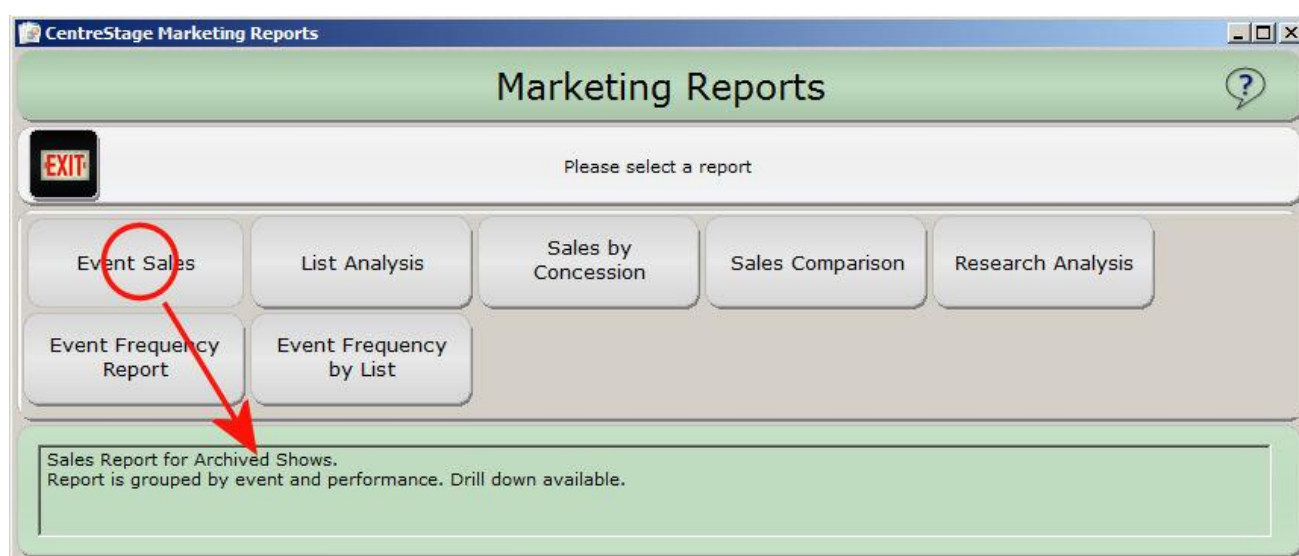 CentreStage Marketing Reports
Marketing Reports
?
EXIT
Please select a report
Event Sales
List Analysis
Sales by
Concession
Sales Comparison
Research Analysis
Event Frequency
Report
Event Frequency
by List
Sales Report for Archived Shows.
Report is grouped by event and performance. Drill down available.